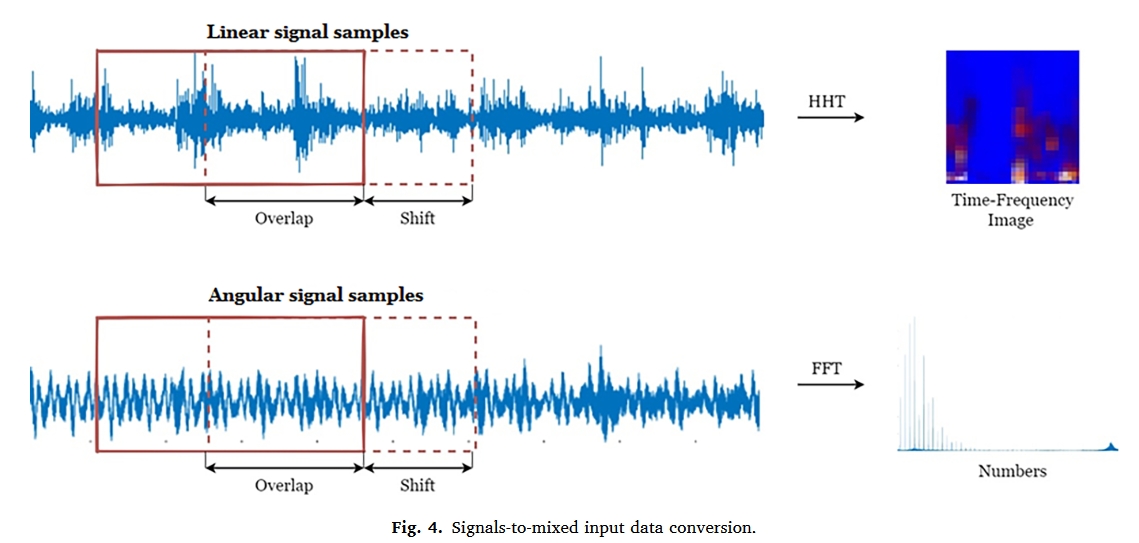 Linear signal samples
HHT
Overlap
Shift
Time-Frequency
Image
Angular signal samples
FFT
Overlap
Shift
Numbers
Fig. 4. Signals-to-mixed input data conversion.